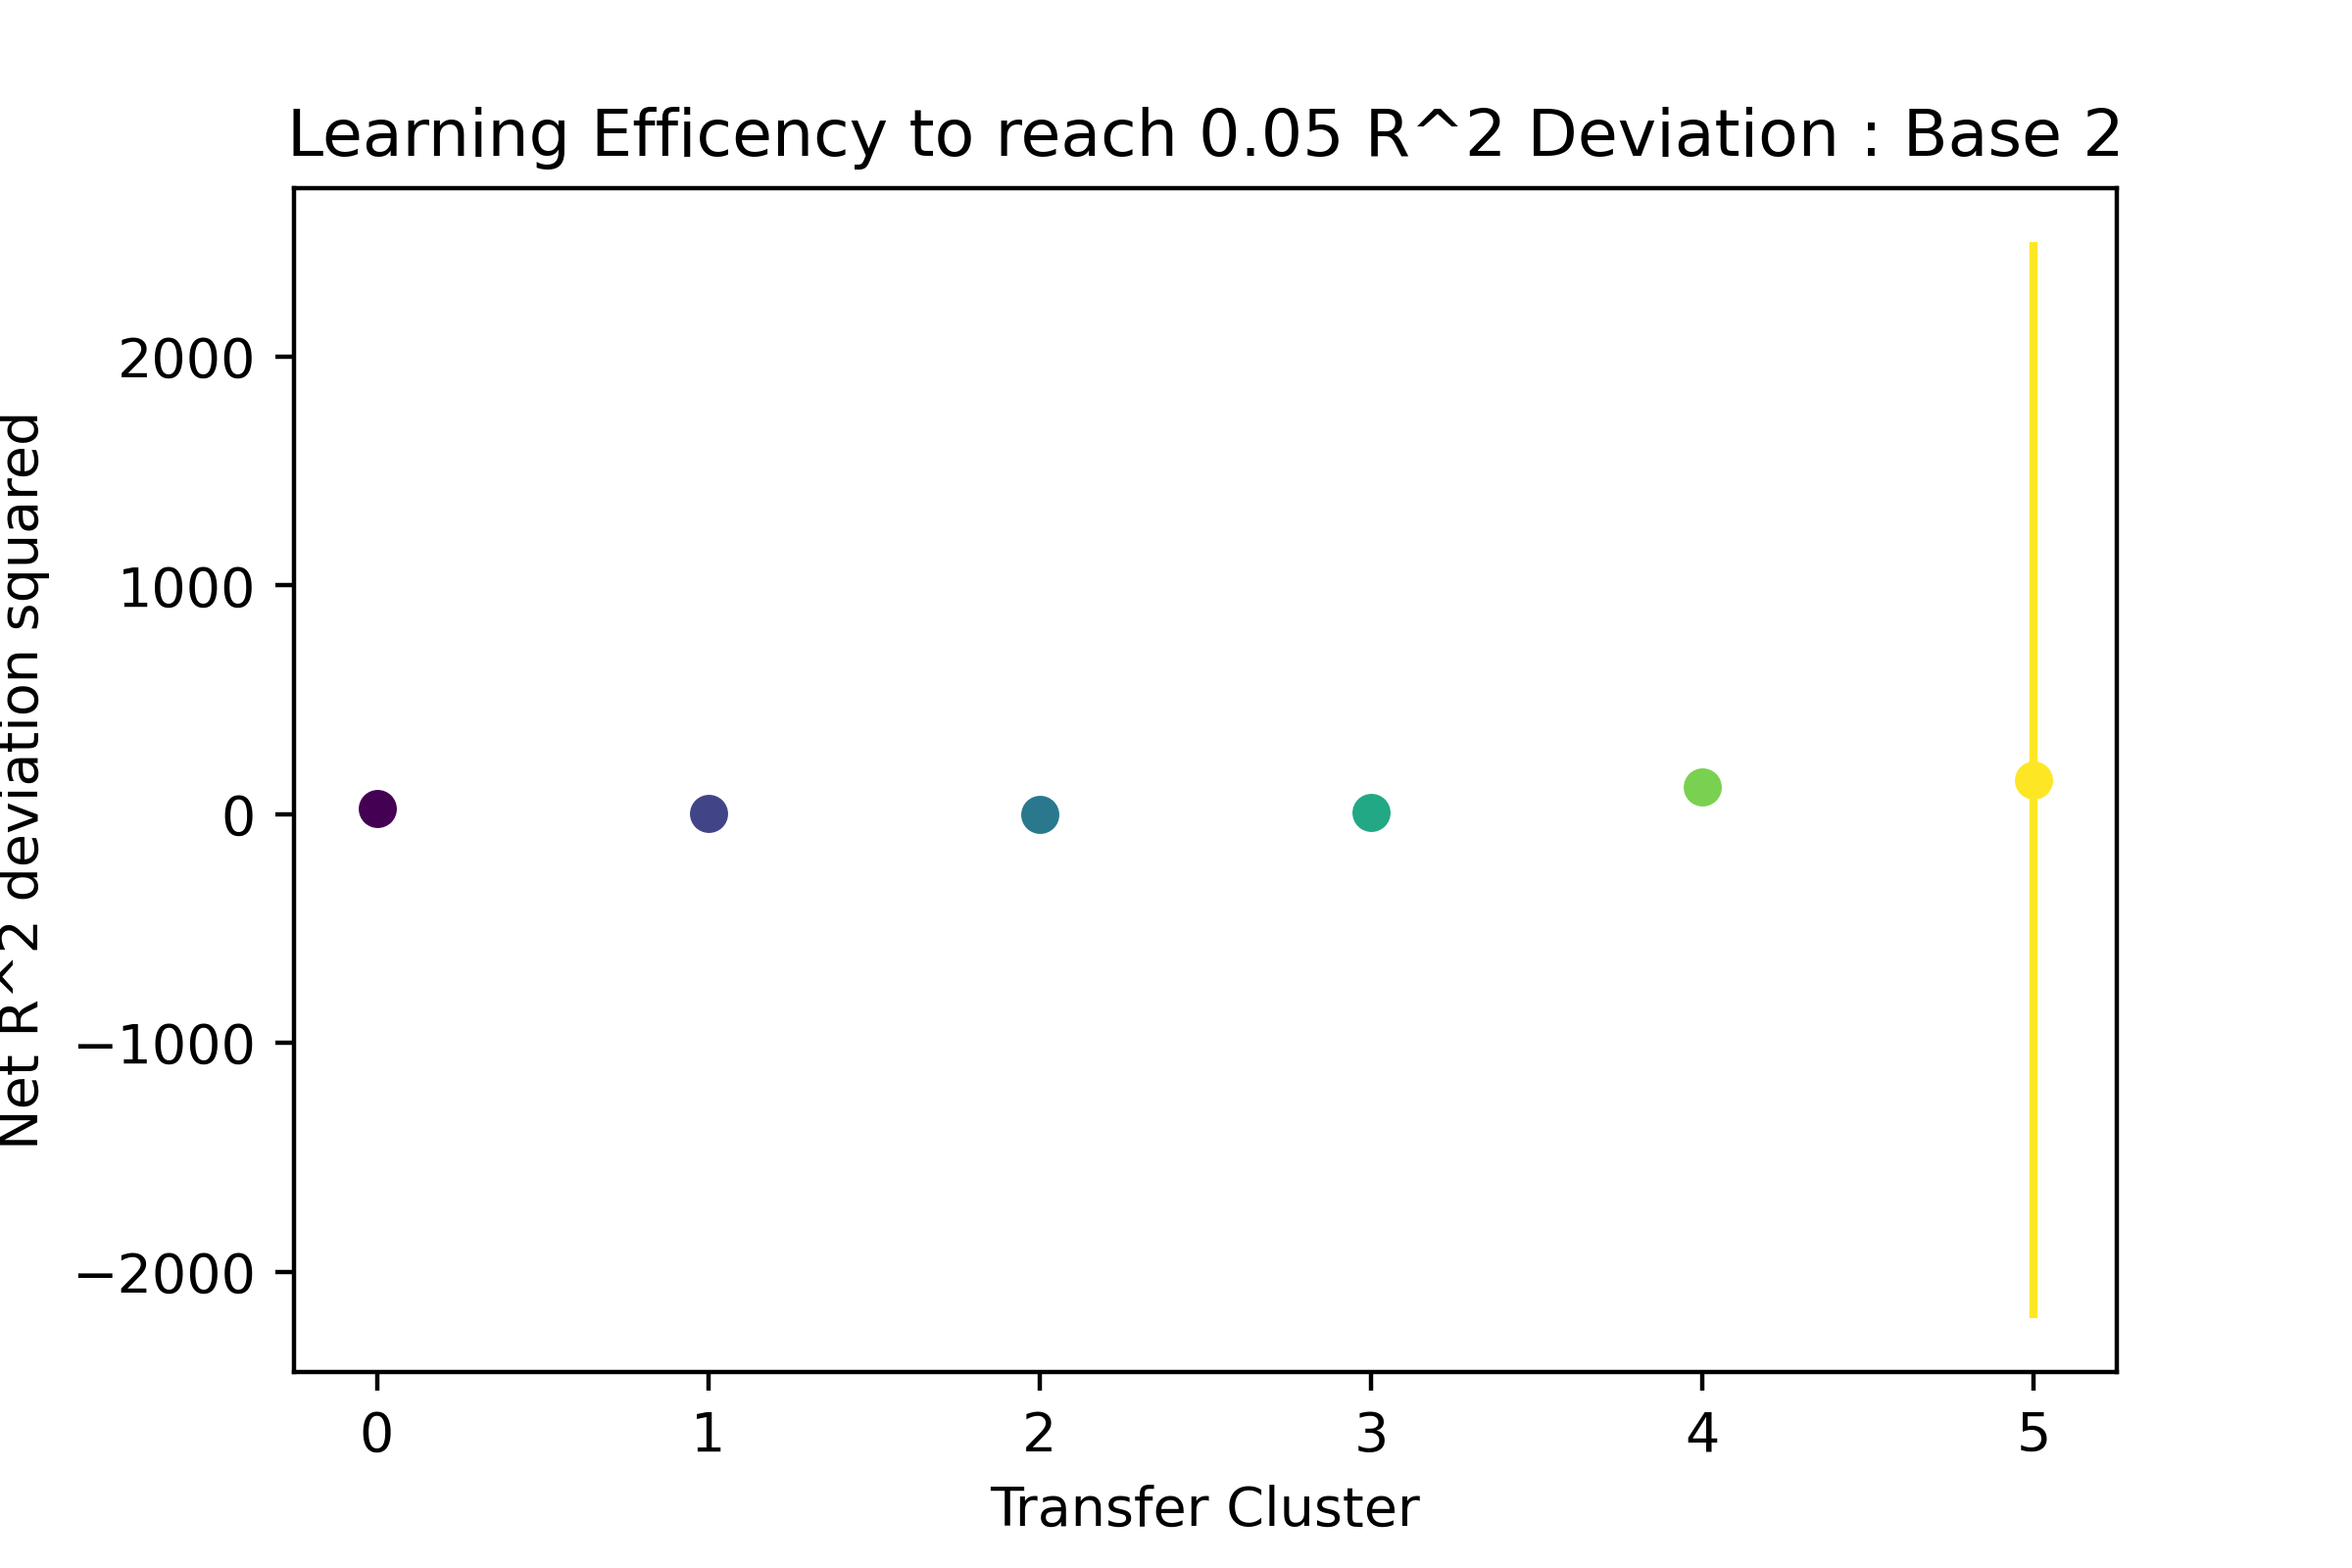 Learning Efficency to reach 0.05 R^2 Deviation : Base 2
Net R^2 deviation squared
2000
1000
0
−1000
−2000
0 1 2 3 4 5
Transfer Cluster